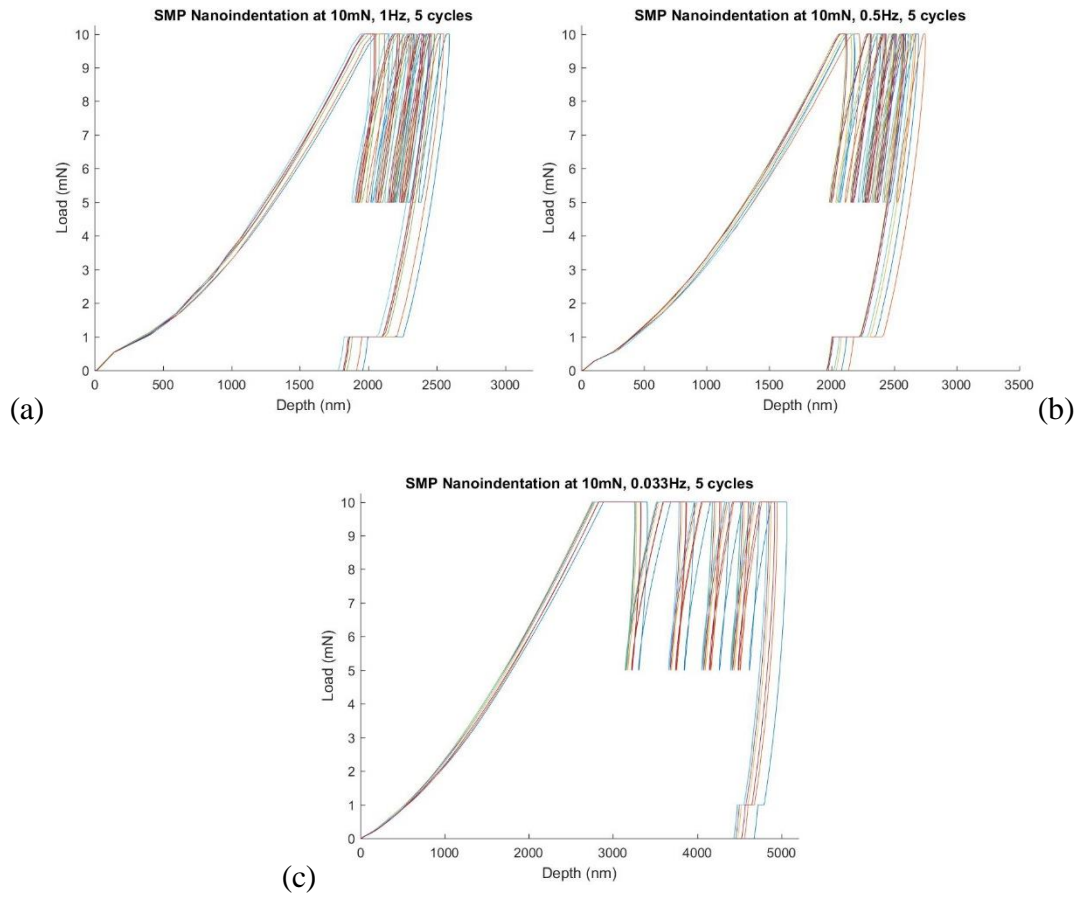 SMP Nanoindentation at 10mN, 1Hz, 5 cycles
10
9
8
7
6
5
4
3
2
1
0
Load (mN)
0 500 1000 1500 2000 2500 3000
Depth (nm)
(a)
SMP Nanoindentation at 10mN, 0.5Hz, 5 cycles
10
9
8
7
6
5
4
3
2
1
0
Load (mN)
0 500 1000 1500 2000 2500 3000 3500
Depth (nm)
(b)
SMP Nanoindentation at 10mN, 0.033Hz, 5 cycles
10
9
8
7
6
5
4
3
2
1
0
Load (mN)
0 1000 2000 3000 4000 5000
Depth (nm)
(c)